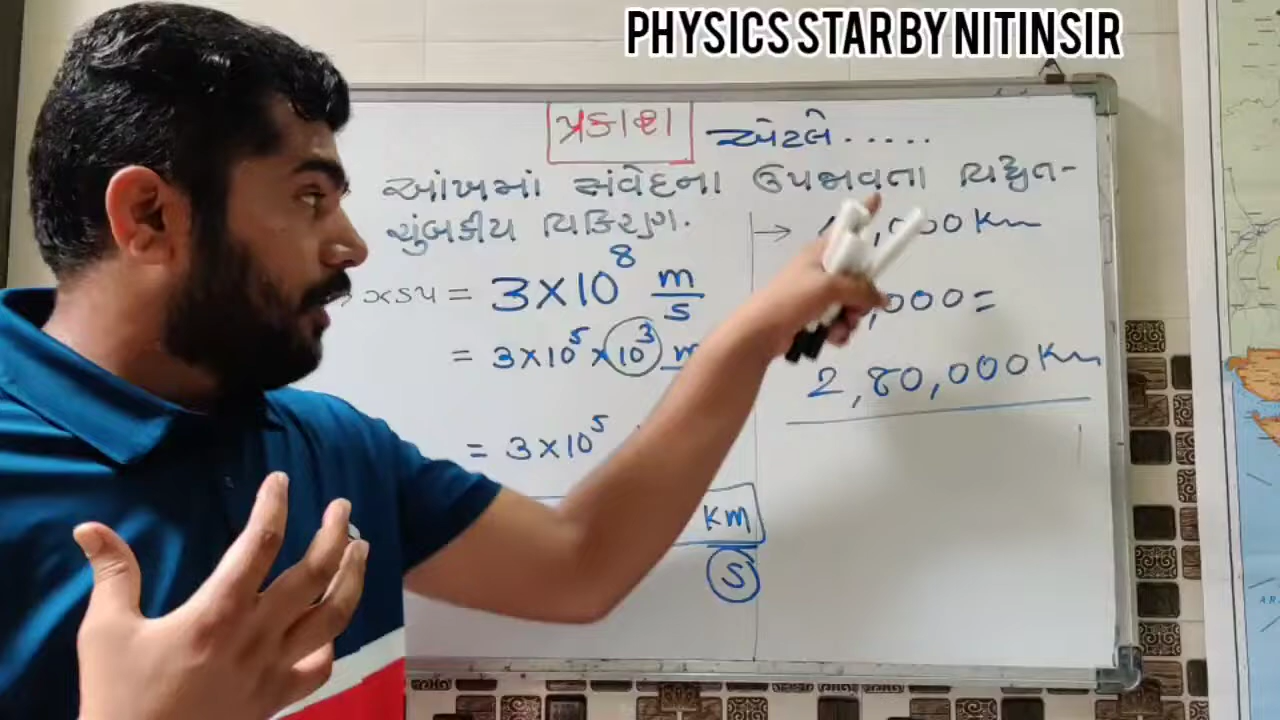 PHYSICS STAR BY NITINSIR
પ્રકાશ એટલે.....
આંખમાં સંવેદના ઉપજાવતા વિદ્યુત-
ચુંબકીય વિકિરણ.
ઝડપ = 3×10⁸ m/s
= 3×10⁵×10³
= 3×10⁵
km/s
,000 Km
,000 =
2,80,000 Km